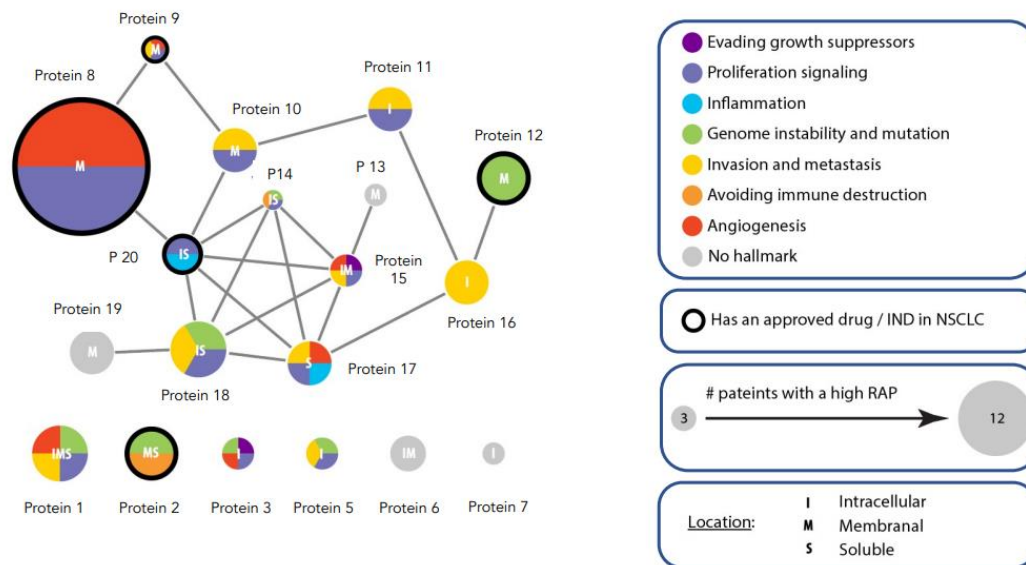 Protein 9
M
Protein 8
M
Protein 11
I
Protein 10
M
Protein 12
M
P14
IS
P 13
M
P 20
IS
Protein
15
IM
I
Protein 16
Protein 19
M
IS
Protein 18
S
Protein 17
IMS
MS
I
I
IM
I
Protein 1
Protein 2
Protein 3
Protein 5
Protein 6
Protein 7
Evading growth suppressors
Proliferation signaling
Inflammation
Genome instability and mutation
Invasion and metastasis
Avoiding immune destruction
Angiogenesis
No hallmark
Has an approved drug / IND in NSCLC
# pateints with a high RAP
3
12
Location:
I Intracellular
M Membranal
S Soluble